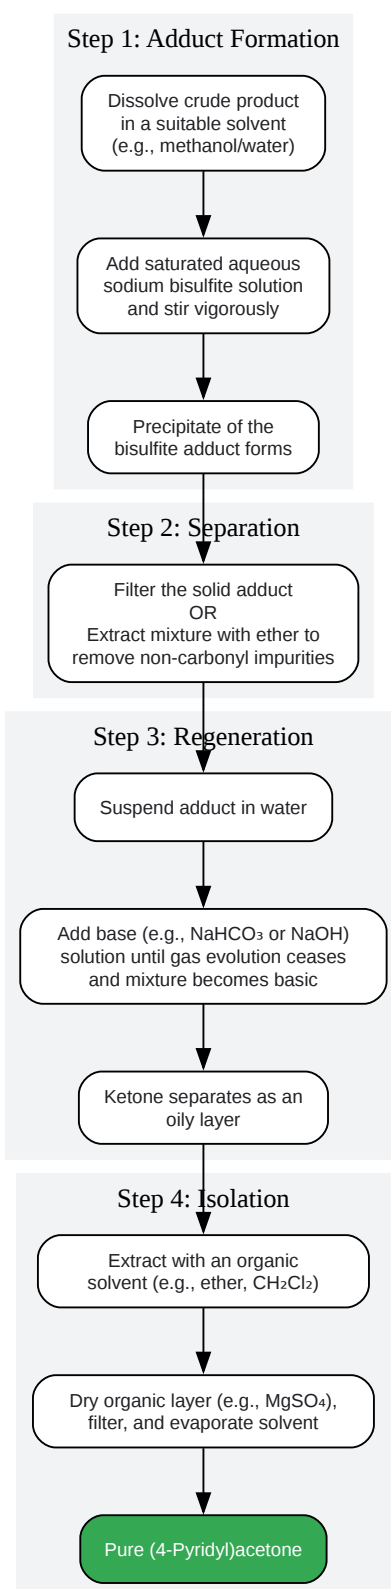 Step 1: Adduct Formation
Dissolve crude product
in a suitable solvent
(e.g., methanol/water)
Add saturated aqueous
sodium bisulfite solution
and stir vigorously
Precipitate of the
bisulfite adduct forms
Step 2: Separation
Filter the solid adduct
OR
Extract mixture with ether to
remove non-carbonyl impurities
Step 3: Regeneration
Suspend adduct in water
Add base (e.g., NaHCO₃ or NaOH)
solution until gas evolution ceases
and mixture becomes basic
Ketone separates as an
oily layer
Step 4: Isolation
Extract with an organic
solvent (e.g., ether, CH₂Cl₂)
Dry organic layer (e.g., MgSO₄),
filter, and evaporate solvent
Pure (4-Pyridyl)acetone